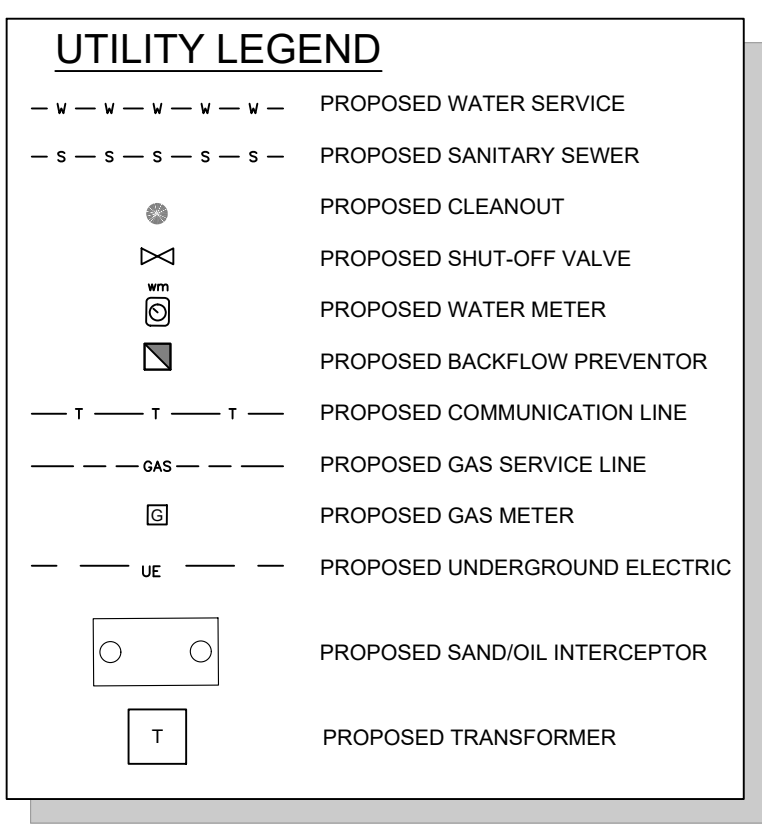 UTILITY LEGEND
W W W W W PROPOSED WATER SERVICE
S S S S S PROPOSED SANITARY SEWER
PROPOSED CLEANOUT
PROPOSED SHUT-OFF VALVE
wm
PROPOSED WATER METER
PROPOSED BACKFLOW PREVENTOR
T T T PROPOSED COMMUNICATION LINE
GAS PROPOSED GAS SERVICE LINE
G PROPOSED GAS METER
UE PROPOSED UNDERGROUND ELECTRIC
PROPOSED SAND/OIL INTERCEPTOR
T PROPOSED TRANSFORMER